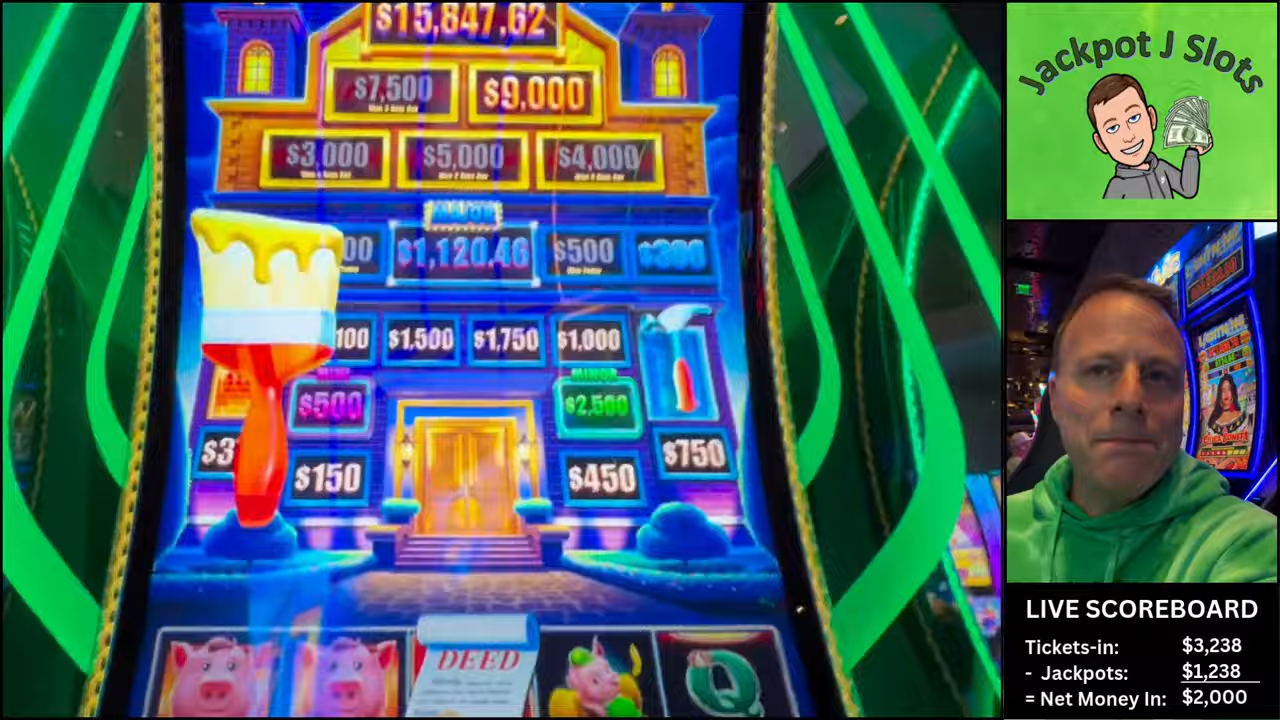 $15,847.62
$7,500
$9,000
$3,000
$5,000
$4,000
MAJOR
$1,120.46
$500
$300
$1,500
$1,750
$1,000
$500
MINOR
$2,500
$750
$150
$450
DEED
Q
Jackpot J Slots
LIVE SCOREBOARD
Tickets-in: $3,238
- Jackpots: $1,238
= Net Money In: $2,000